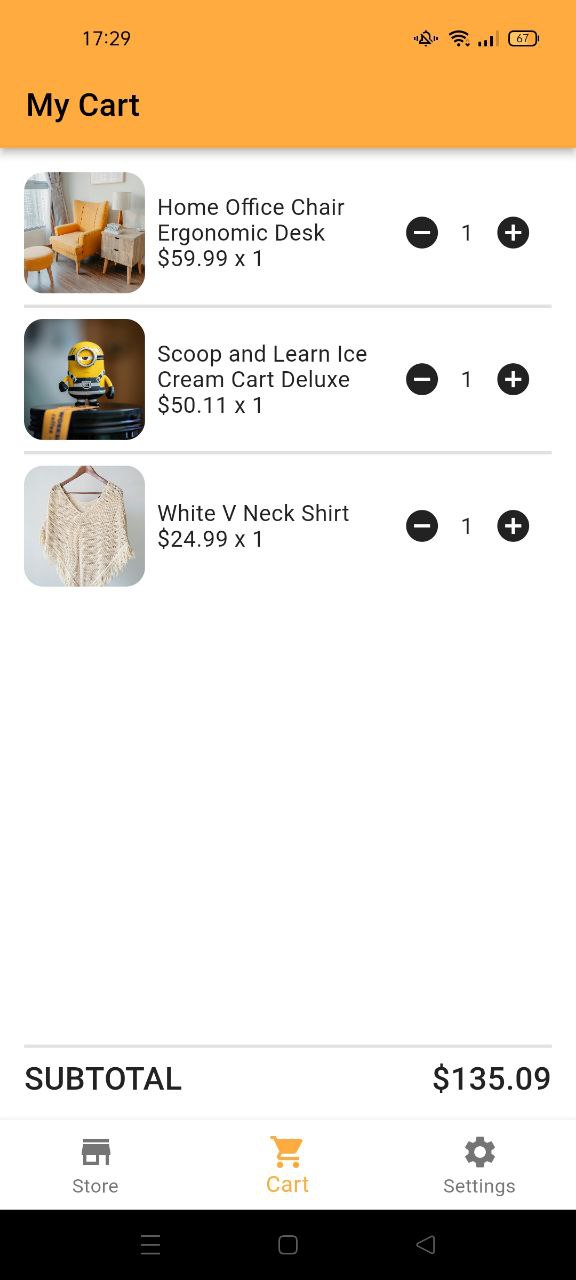 17:29
67
My Cart
Home Office Chair
Ergonomic Desk
$59.99 x 1
1
Scoop and Learn Ice
Cream Cart Deluxe
$50.11 x 1
1
White V Neck Shirt
$24.99 x 1
1
SUBTOTAL $135.09
Store Cart Settings